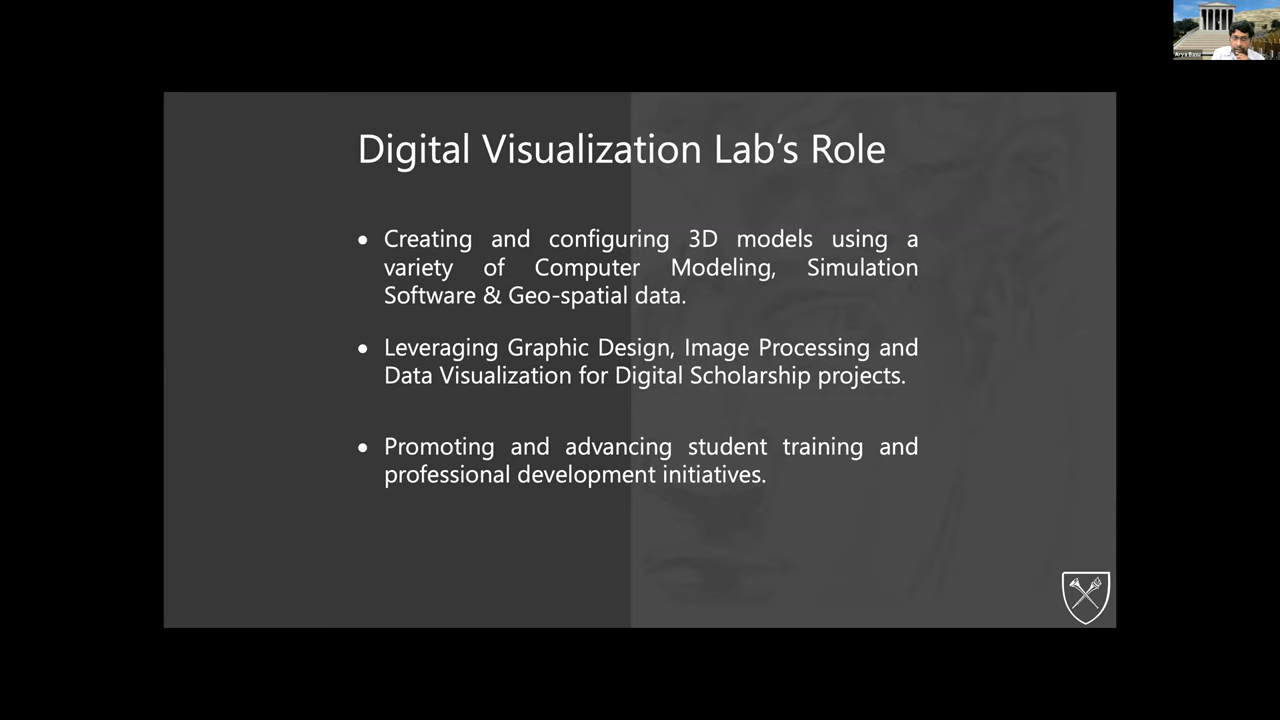 Digital Visualization Lab's Role
• Creating and configuring 3D models using a
variety of Computer Modeling, Simulation
Software & Geo-spatial data.
• Leveraging Graphic Design, Image Processing and
Data Visualization for Digital Scholarship projects.
• Promoting and advancing student training and
professional development initiatives.